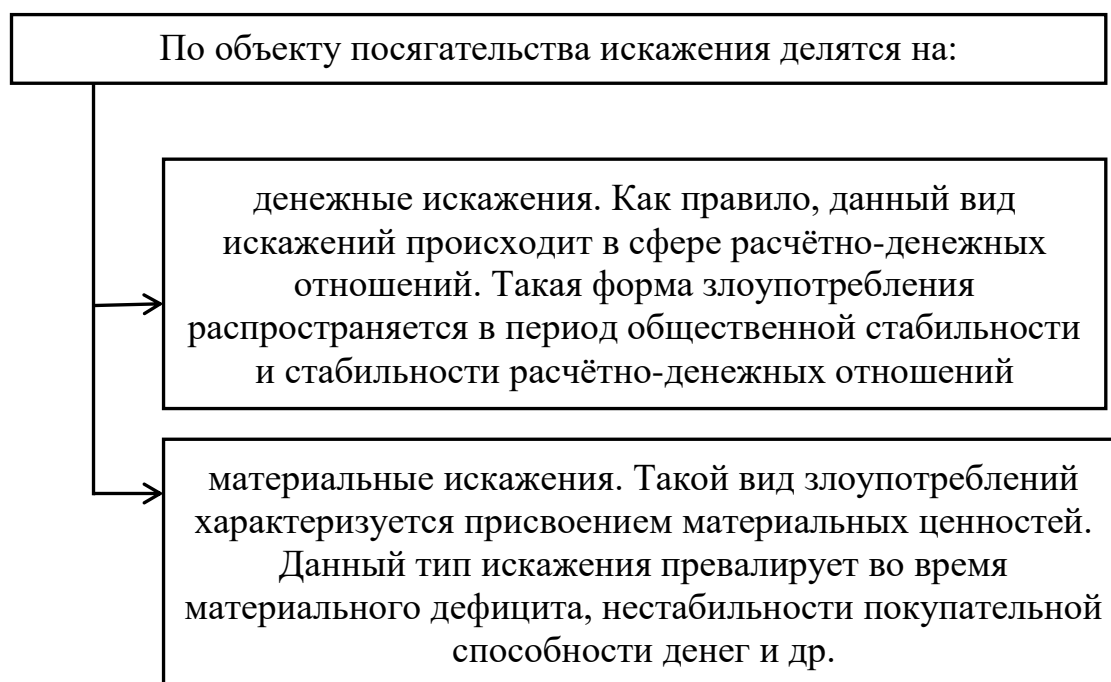 По объекту посягательства искажения делятся на:
денежные искажения. Как правило, данный вид
искажений происходит в сфере расчётно-денежных
отношений. Такая форма злоупотребления
распространяется в период общественной стабильности
и стабильности расчётно-денежных отношений
материальные искажения. Такой вид злоупотреблений
характеризуется присвоением материальных ценностей.
Данный тип искажения превалирует во время
материального дефицита, нестабильности покупательной
способности денег и др.